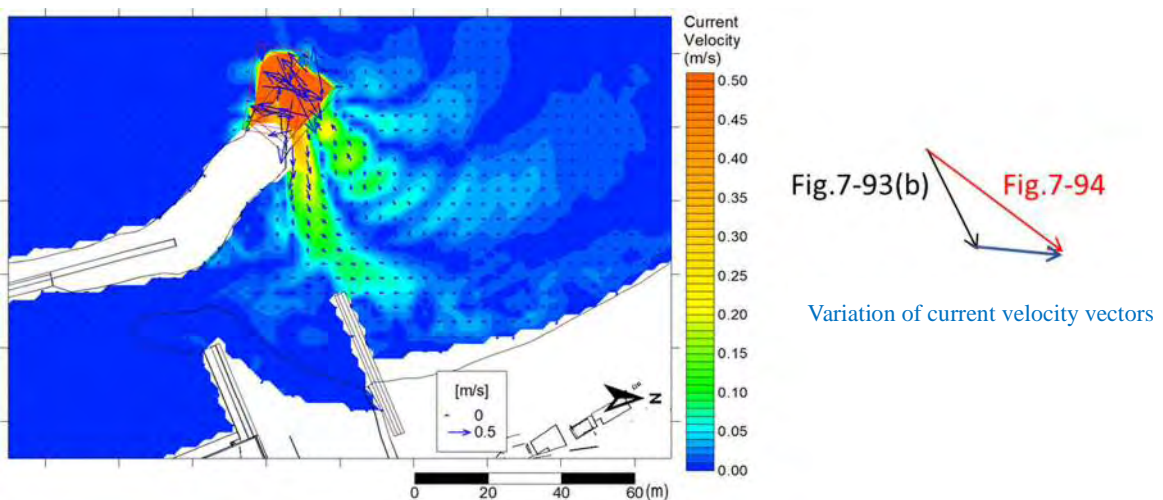 Current
Velocity
(m/s)
0.50
0.45
0.40
0.35
0.30
0.25
0.20
0.15
0.10
0.05
0.00
[m/s]
0
0.5
N
0 20 40 60 (m)
Fig.7-93(b)
Fig.7-94
Variation of current velocity vectors